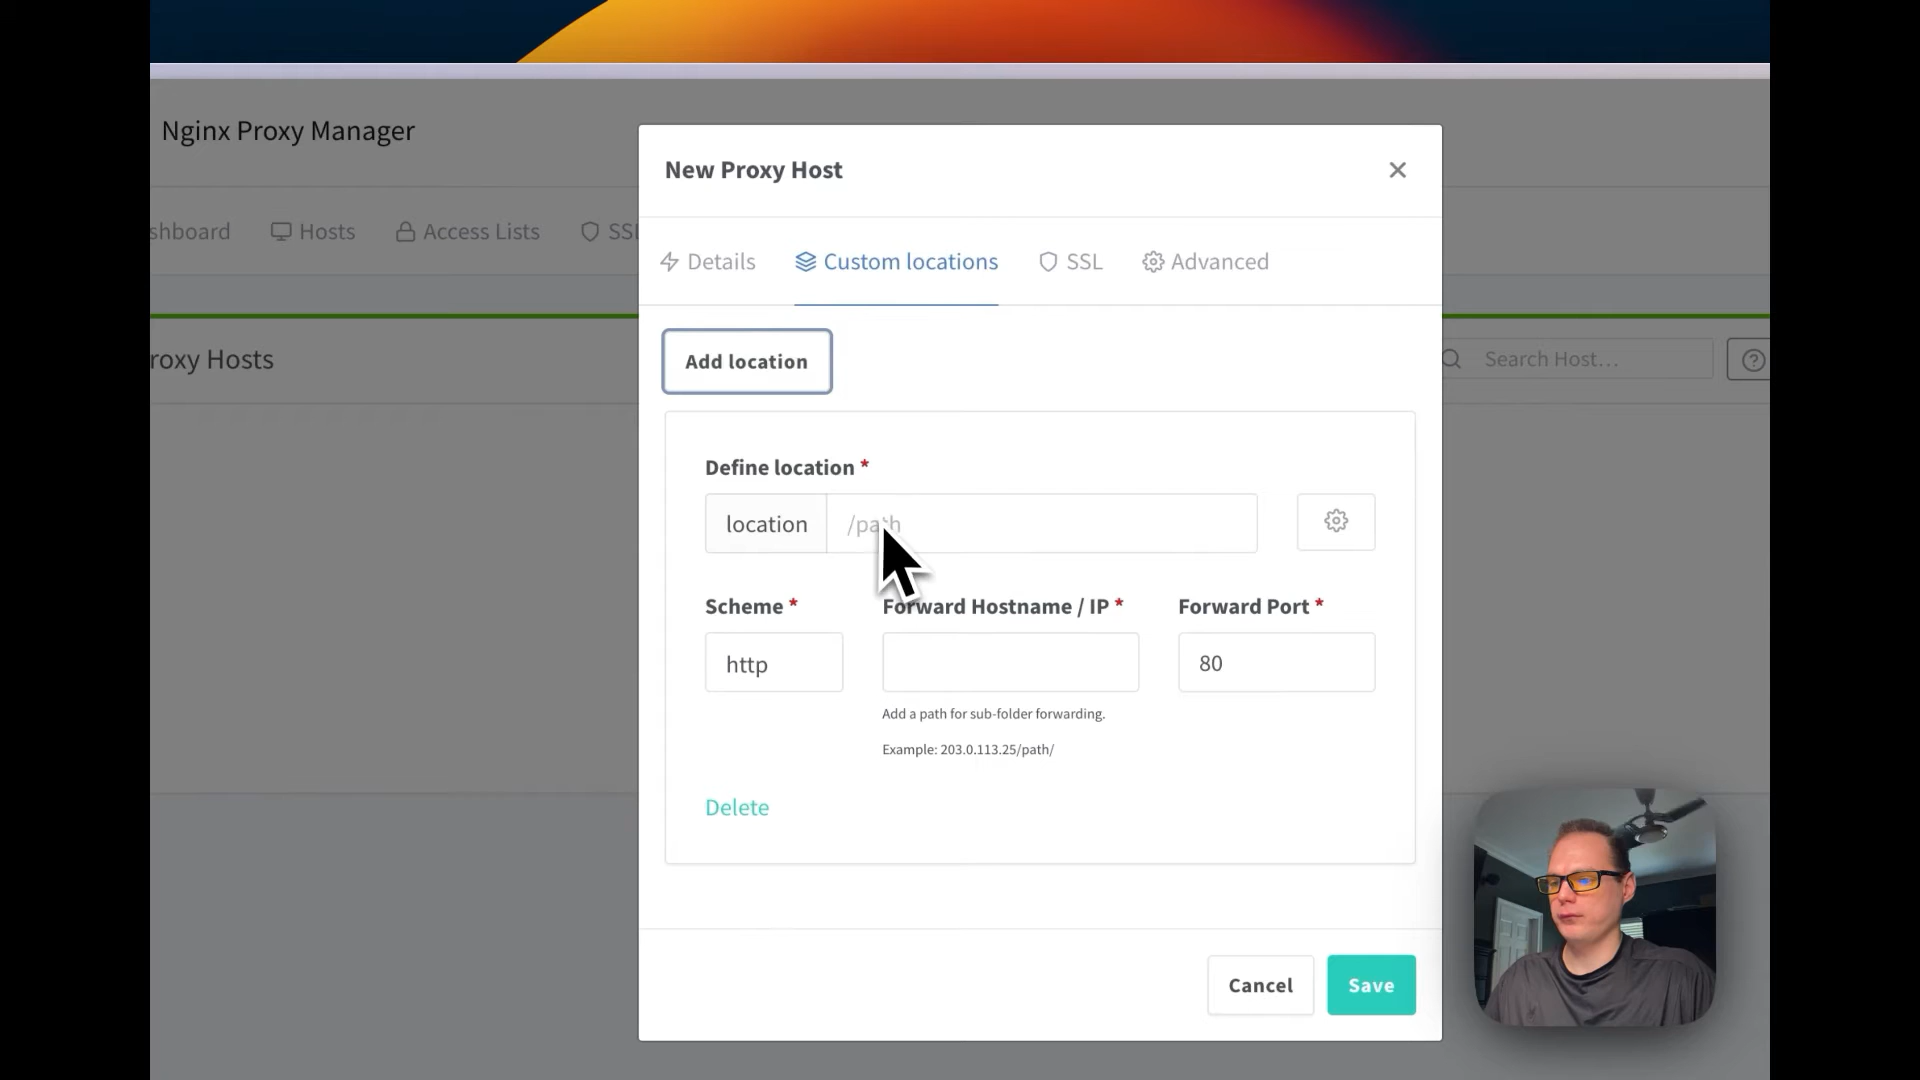 Nginx Proxy Manager
New Proxy Host
shboard Hosts Access Lists SSL
Details Custom locations SSL Advanced
Add location
roxy Hosts
Search Host...
Define location *
location /path
Scheme * Forward Hostname / IP * Forward Port *
http 80
Add a path for sub-folder forwarding.
Example: 203.0.113.25/path/
Delete
Cancel Save